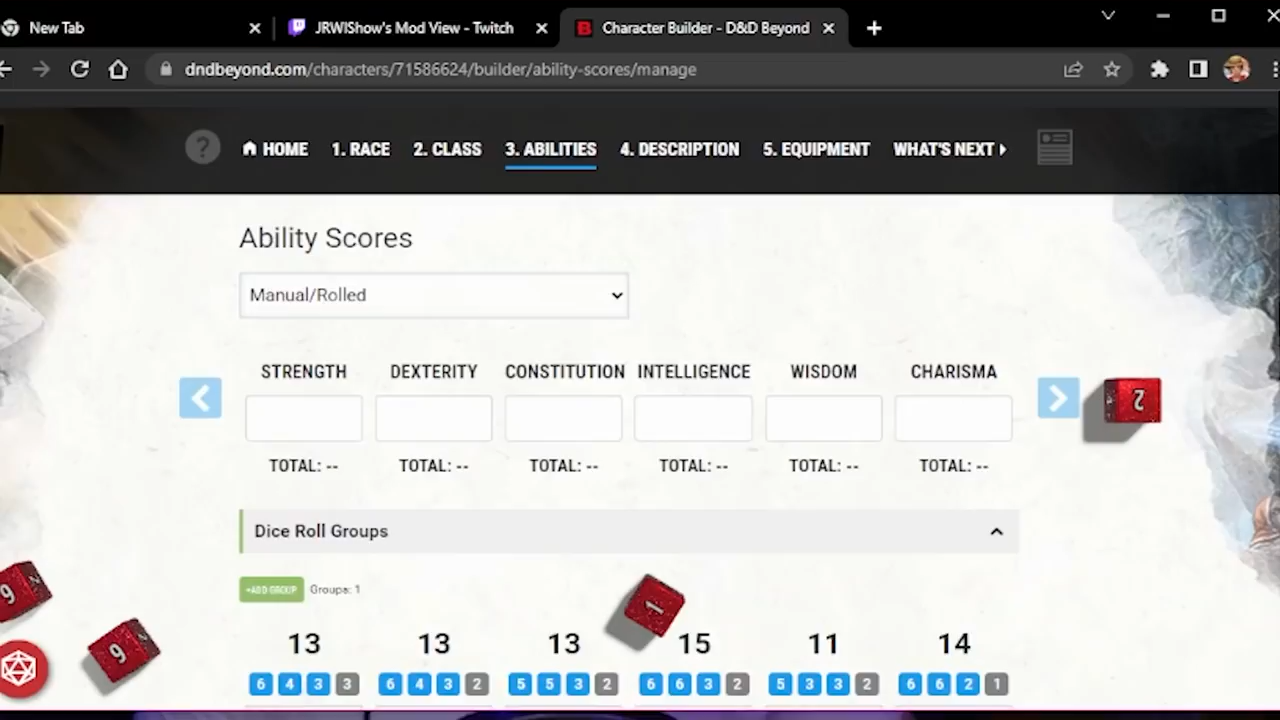 New Tab
JRWIShow's Mod View - Twitch
Character Builder - D&D Beyond
dndbeyond.com/characters/71586624/builder/ability-scores/manage
? HOME 1. RACE 2. CLASS 3. ABILITIES 4. DESCRIPTION 5. EQUIPMENT WHAT'S NEXT
Ability Scores
Manual/Rolled
STRENGTH DEXTERITY CONSTITUTION INTELLIGENCE WISDOM CHARISMA
2
TOTAL: -- TOTAL: -- TOTAL: -- TOTAL: -- TOTAL: -- TOTAL: --
Dice Roll Groups
+ADD GROUP Groups: 1
6
1
6
13 13 13 15 11 14
6 4 3 3 6 4 3 2 5 5 3 2 6 6 3 2 5 3 3 2 6 6 2 1